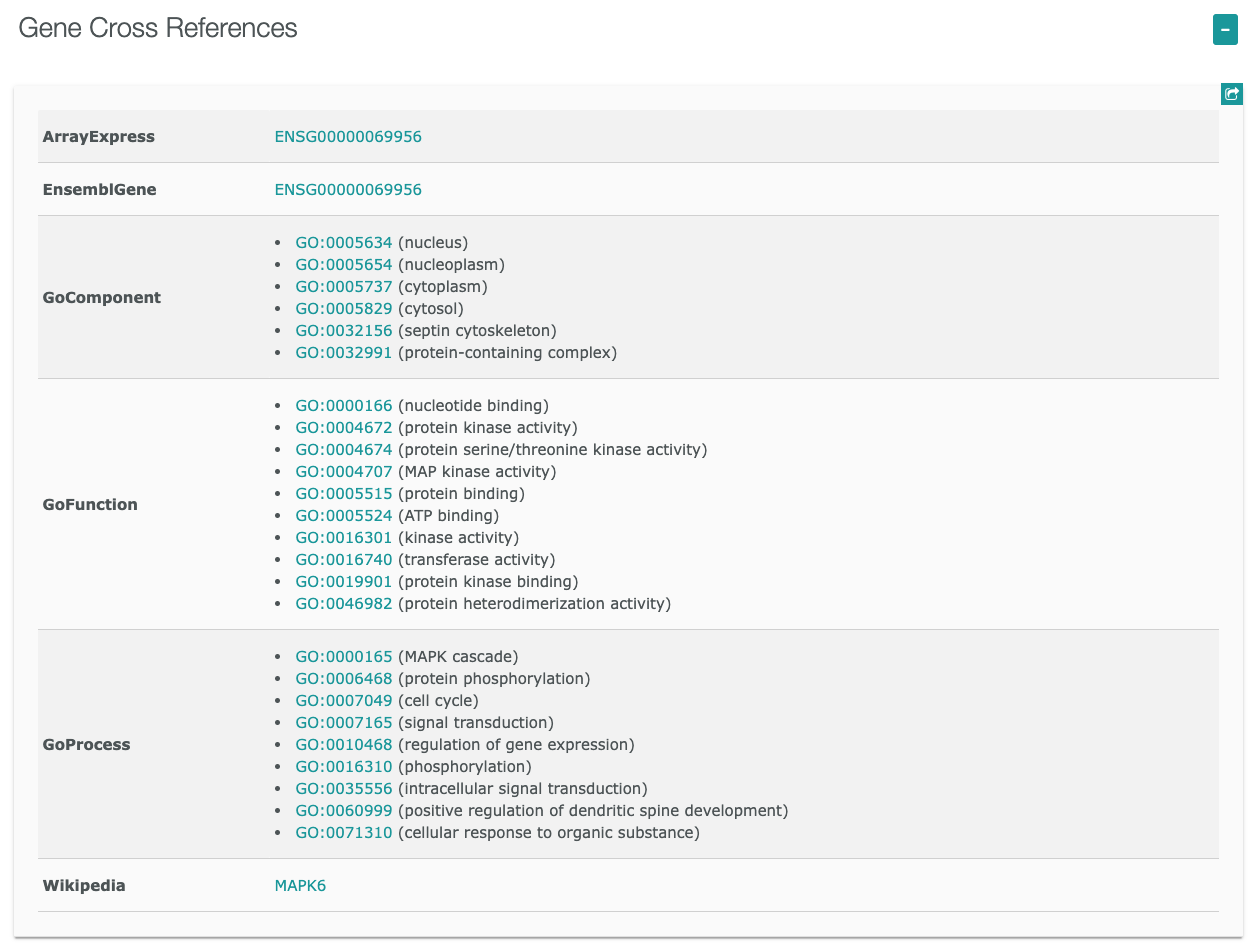 Gene Cross References
-
ArrayExpress ENSG00000069956
EnsemblGene ENSG00000069956
GoComponent
• GO:0005634 (nucleus)
• GO:0005654 (nucleoplasm)
• GO:0005737 (cytoplasm)
• GO:0005829 (cytosol)
• GO:0032156 (septin cytoskeleton)
• GO:0032991 (protein-containing complex)
GoFunction
• GO:0000166 (nucleotide binding)
• GO:0004672 (protein kinase activity)
• GO:0004674 (protein serine/threonine kinase activity)
• GO:0004707 (MAP kinase activity)
• GO:0005515 (protein binding)
• GO:0005524 (ATP binding)
• GO:0016301 (kinase activity)
• GO:0016740 (transferase activity)
• GO:0019901 (protein kinase binding)
• GO:0046982 (protein heterodimerization activity)
GoProcess
• GO:0000165 (MAPK cascade)
• GO:0006468 (protein phosphorylation)
• GO:0007049 (cell cycle)
• GO:0007165 (signal transduction)
• GO:0010468 (regulation of gene expression)
• GO:0016310 (phosphorylation)
• GO:0035556 (intracellular signal transduction)
• GO:0060999 (positive regulation of dendritic spine development)
• GO:0071310 (cellular response to organic substance)
Wikipedia MAPK6